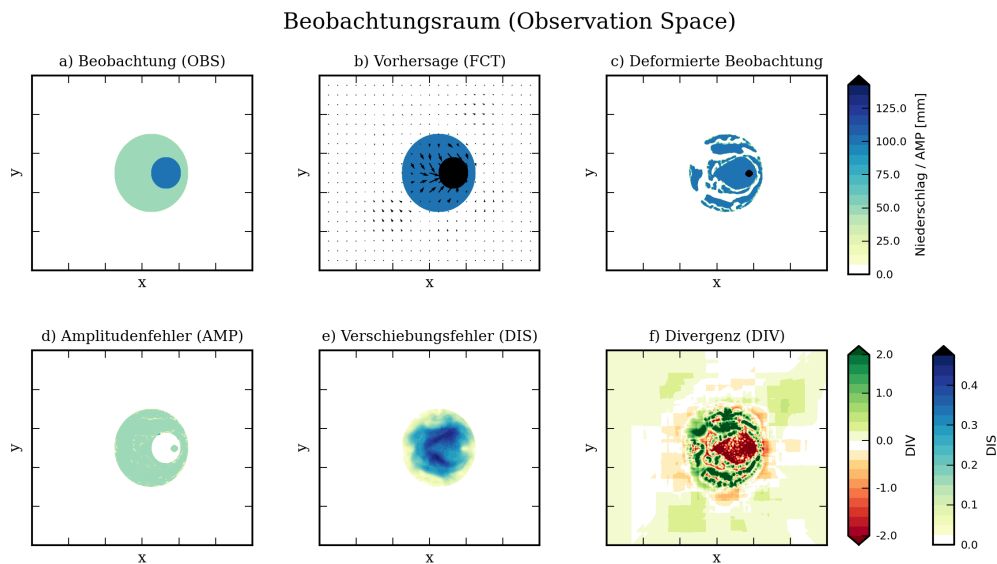 Beobachtungsraum (Observation Space)
a) Beobachtung (OBS)
b) Vorhersage (FCT)
c) Deformierte Beobachtung
y
x
y
x
y
x
125.0
100.0
75.0
50.0
25.0
0.0
Niederschlag / AMP [mm]
d) Amplitudenfehler (AMP)
e) Verschiebungsfehler (DIS)
f) Divergenz (DIV)
y
x
y
x
y
x
2.0
1.0
0.0
-1.0
-2.0
DIV
0.4
0.3
0.2
0.1
0.0
DIS